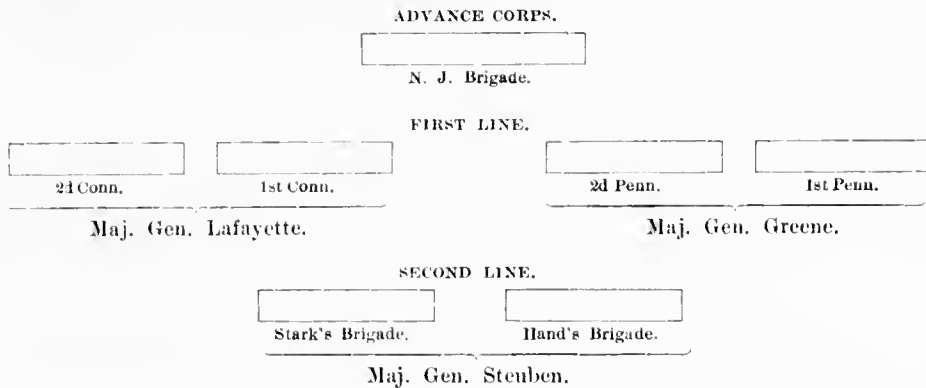 ADVANCE CORPS.
N. J. Brigade.
FIRST LINE.
2d Conn. 1st Conn. 2d Penn. 1st Penn.
Maj. Gen. Lafayette. Maj. Gen. Greene.
SECOND LINE.
Stark's Brigade. Hand's Brigade.
Maj. Gen. Steuben.